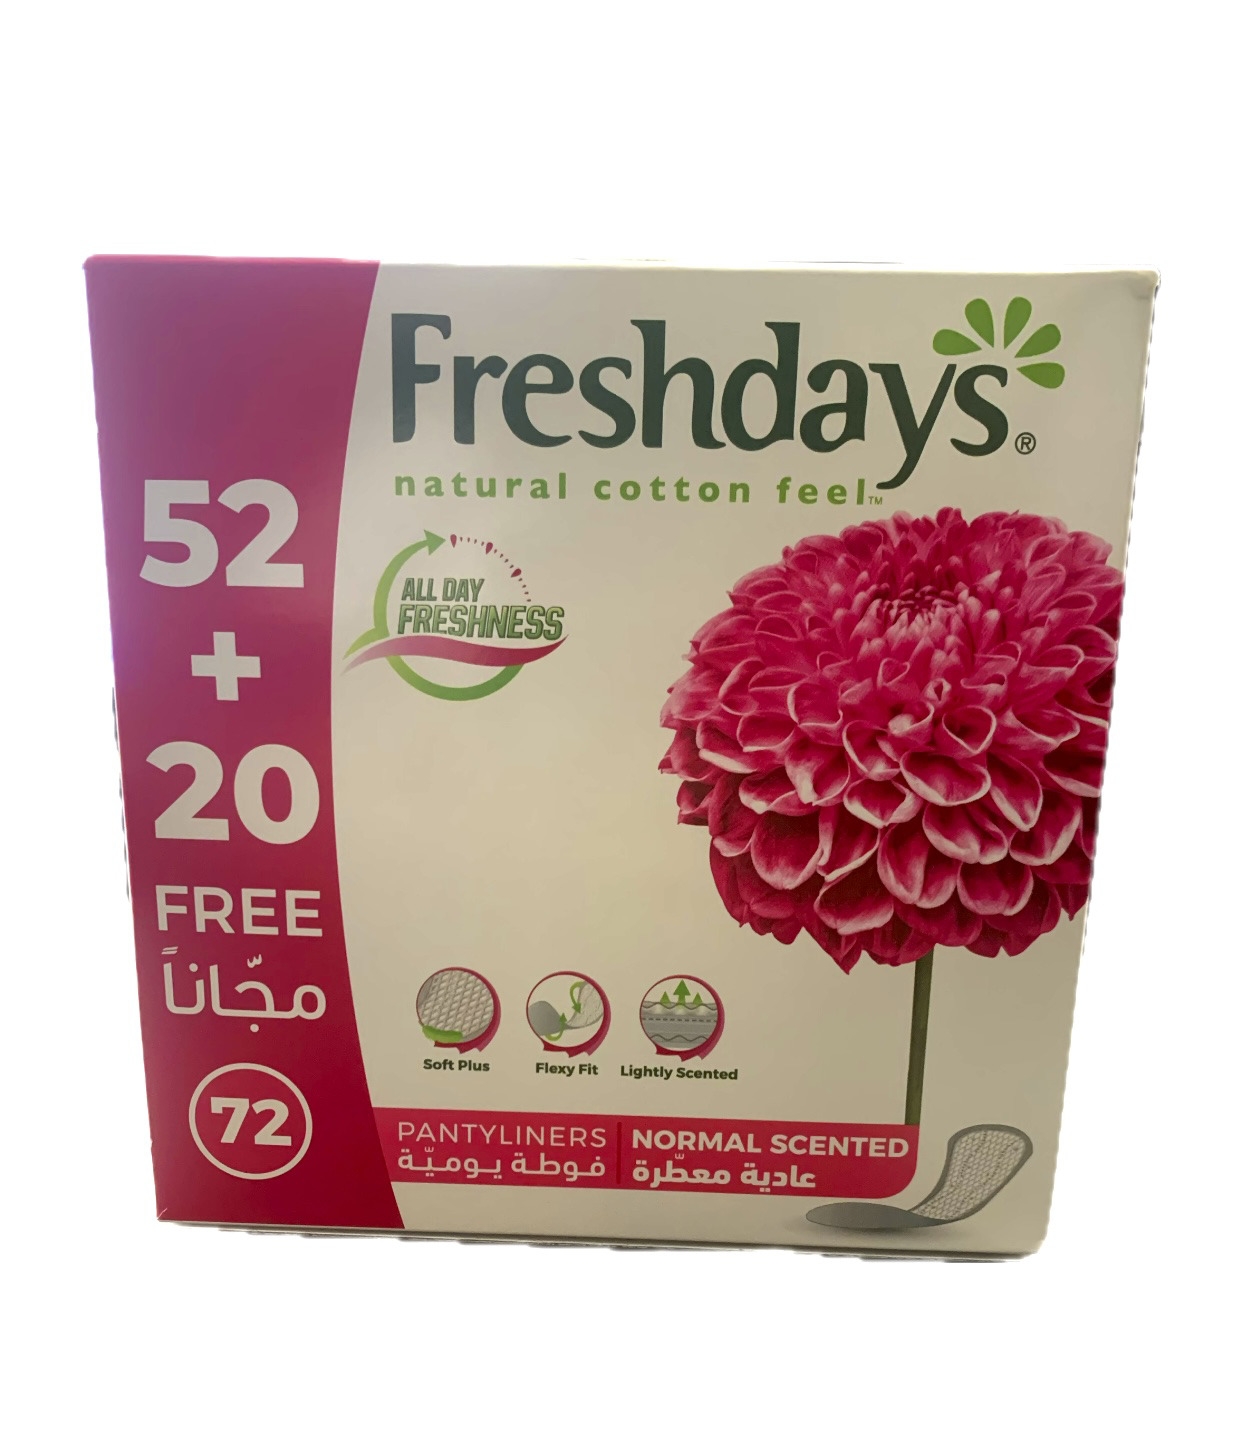 Freshdays®
natural cotton feel™
ALL DAY
FRESHNESS
52
+
20
FREE
مجّاناً
72
Soft Plus
Flexy Fit
Lightly Scented
PANTYLINERS
فوطة يوميّة
NORMAL SCENTED
عادية معطّرة